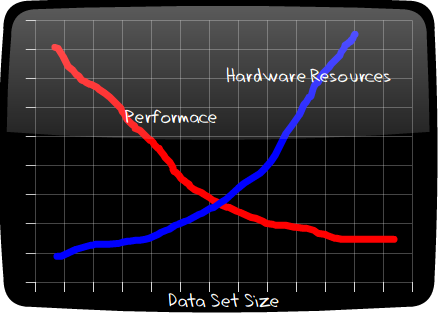 Hardware Resources
Performace
Data Set Size